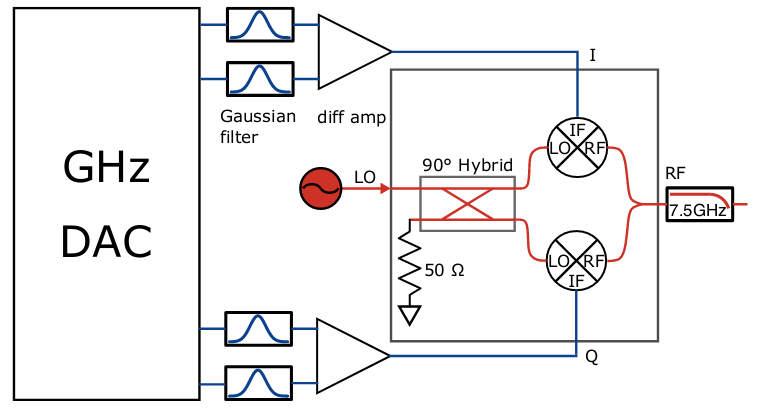 GHz
DAC
Gaussian
filter
diff amp
I
LO
90° Hybrid
50 Ω
IF
LO
RF
LO
RF
IF
RF
7.5GHz
Q